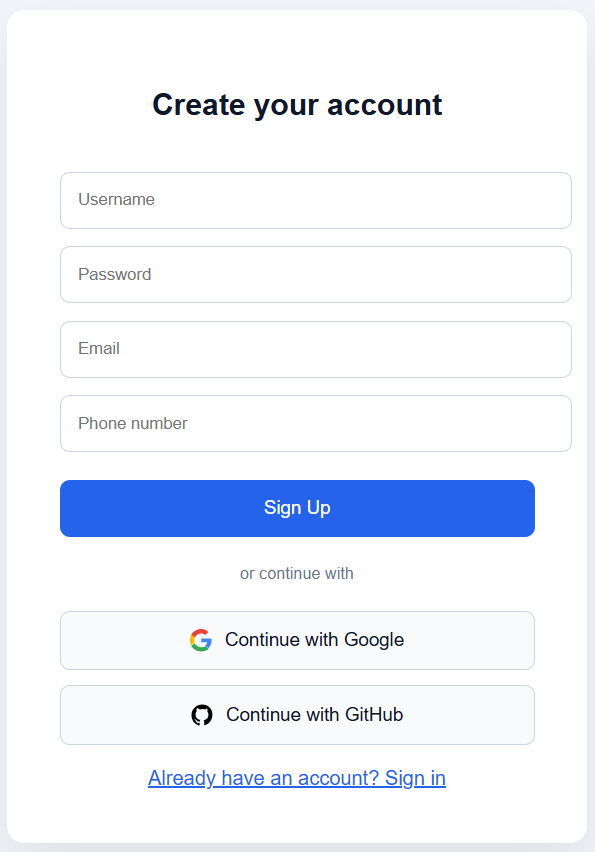 Create your account
Username
Password
Email
Phone number
Sign Up
or continue with
Continue with Google
Continue with GitHub
Already have an account? Sign in